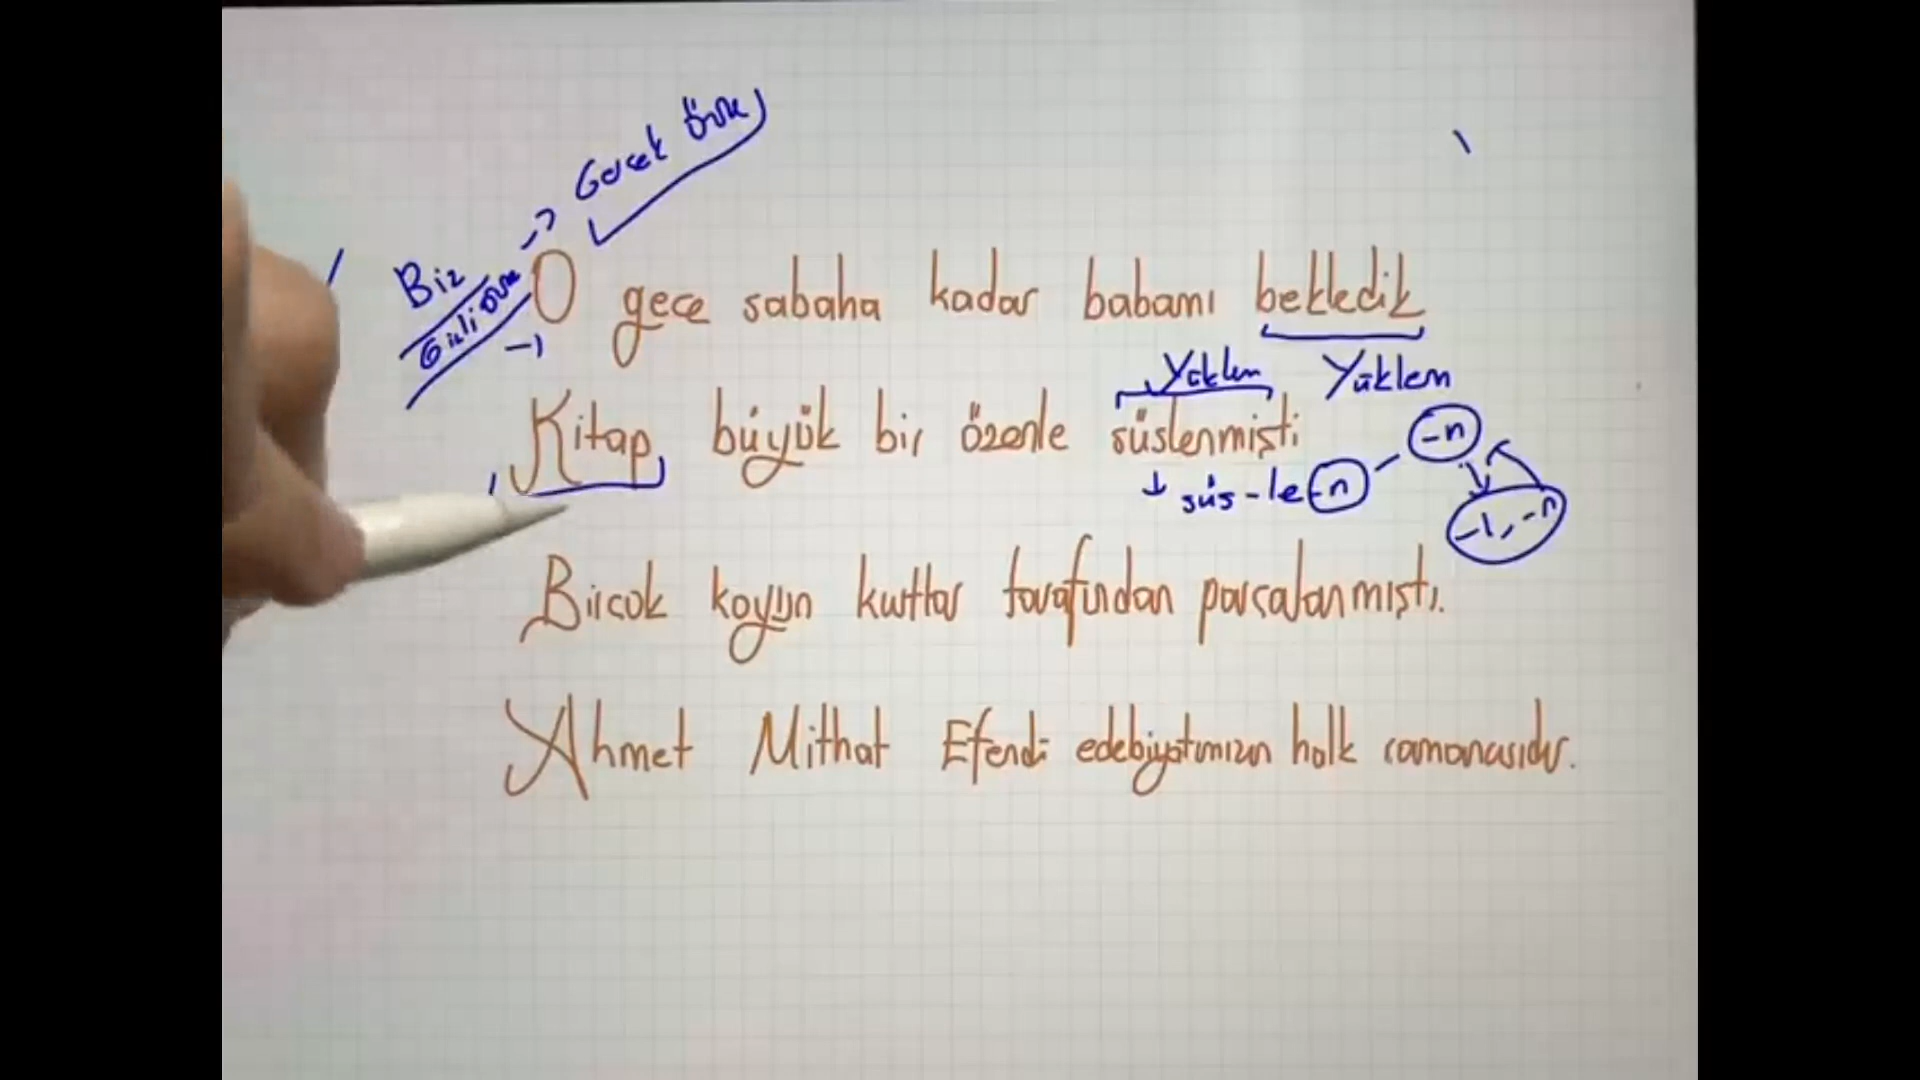 Gerçek özne
Biz
Gizli özne
O gece sabaha kadar babamı bekledik
Yüklem Yüklem
Kitap büyük bir özenle süslenmişti
-n
süs-le-n
-l, -n
Birçok koyun kurtlar tarafından parçalanmıştı.
Ahmet Mithat Efendi edebiyatımızın halk romancısıdır.